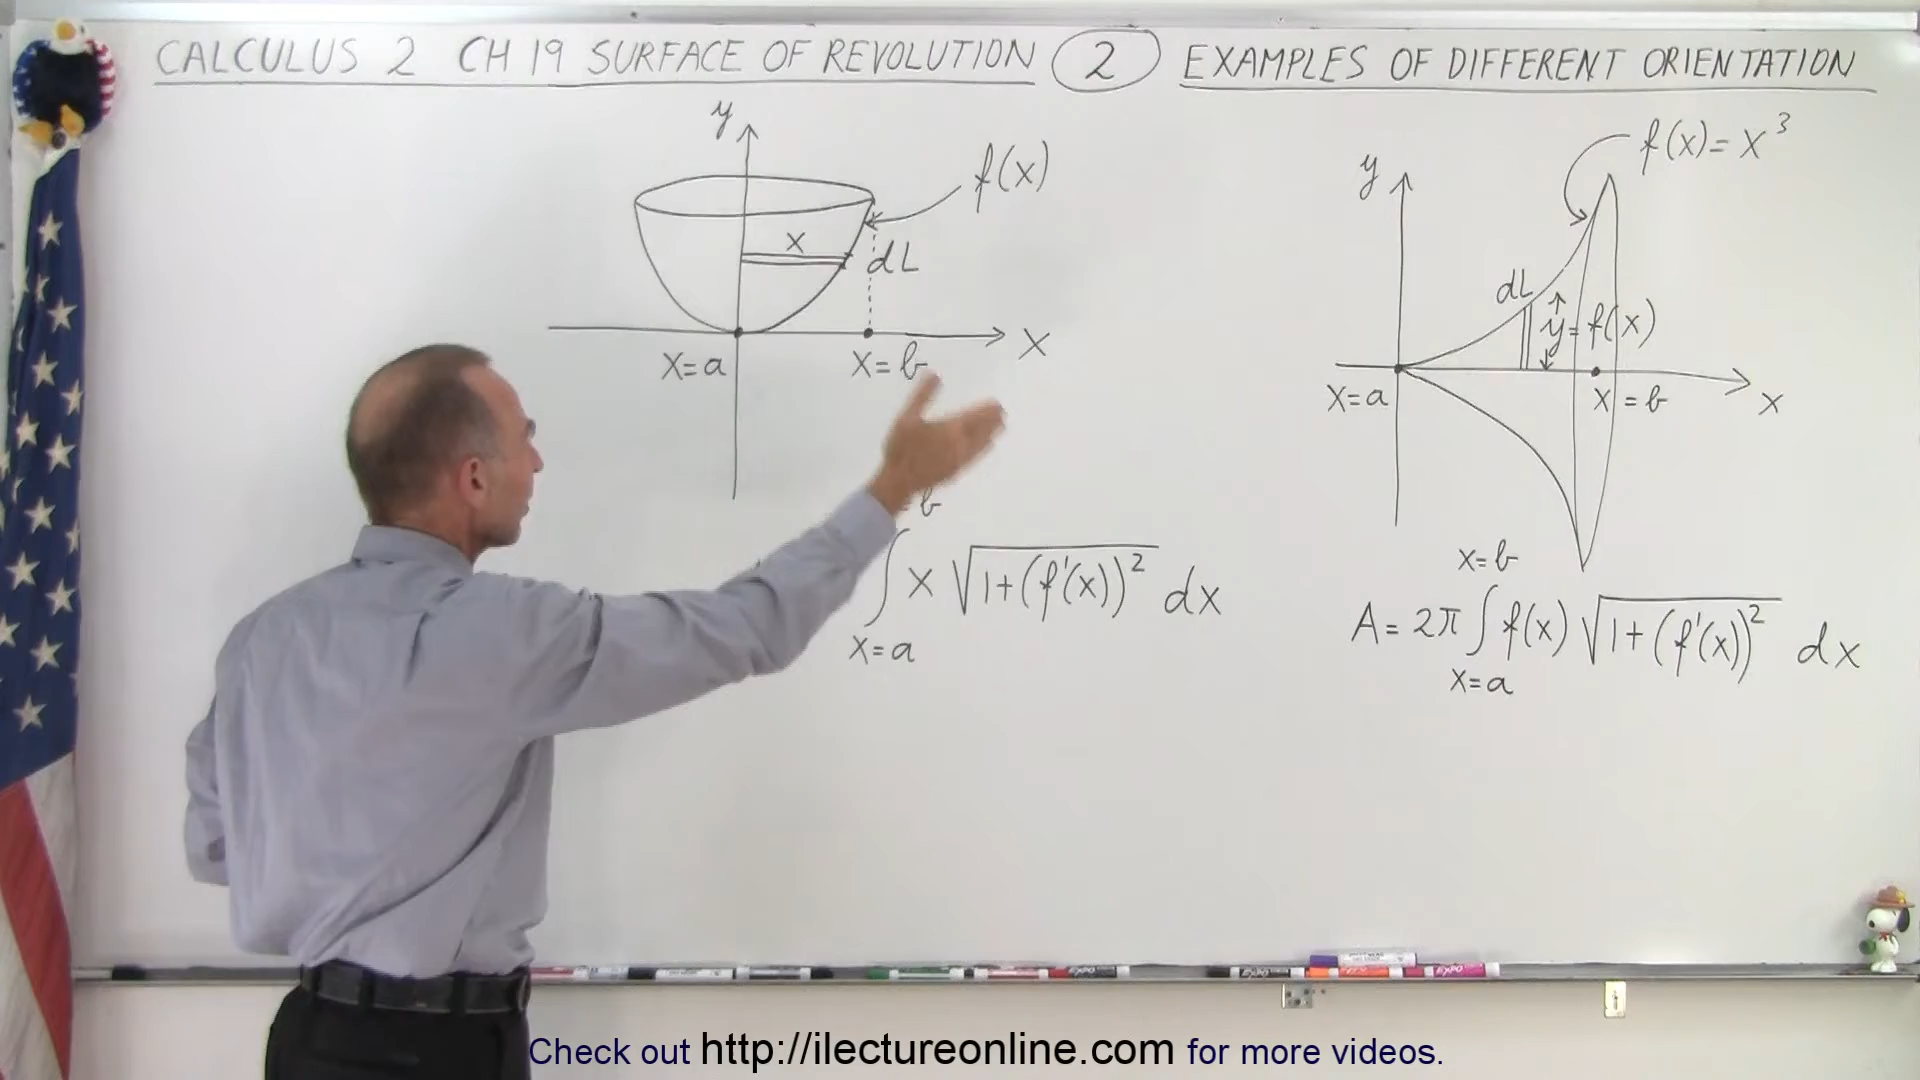 CALCULUS 2 CH 19 SURFACE OF REVOLUTION (2) EXAMPLES OF DIFFERENT ORIENTATION
y
f(x)
x
dL
x
x=a
x=b
b
∫ x √1+(f'(x))² dx
x=a
f(x)=x³
y
dL
y=f(x)
x=a
x=b
x
x=b
A=2π ∫ f(x) √1+(f'(x))² dx
x=a
Check out http://ilectureonline.com for more videos.